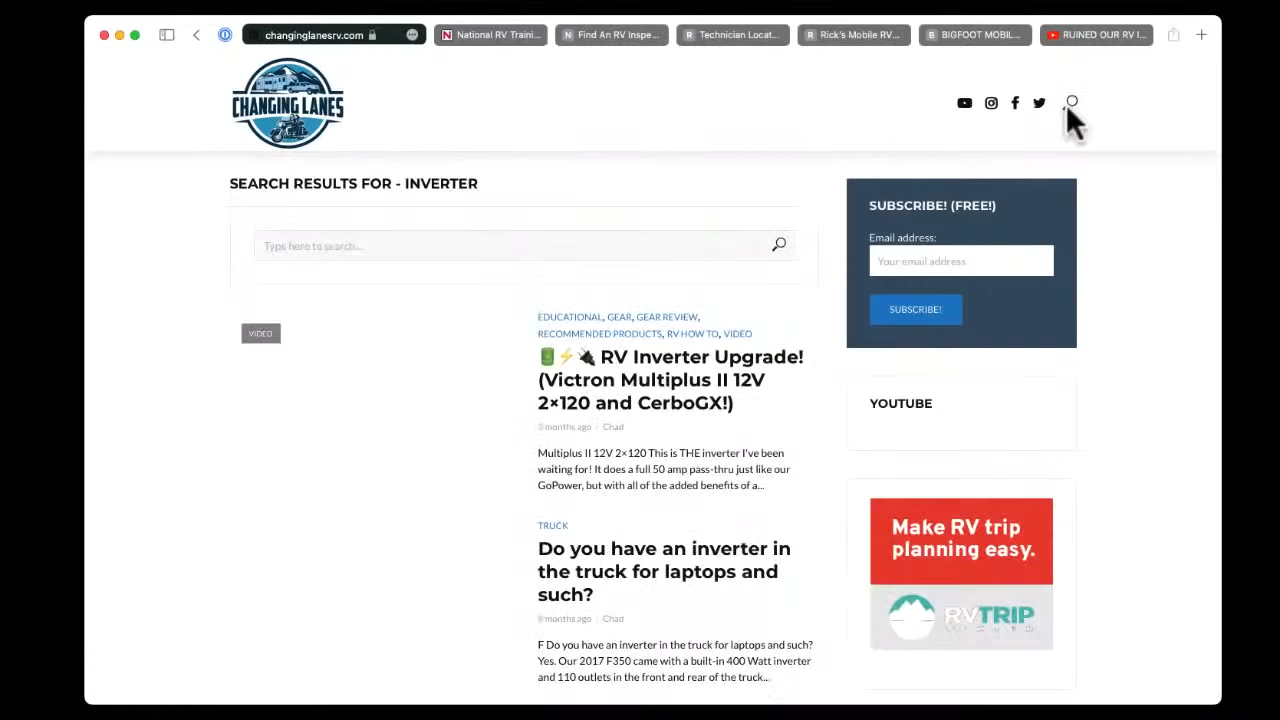 changinglanesrv.com
National RV Traini...
Find An RV Inspe...
Technician Locat...
Rick's Mobile RV...
BIGFOOT MOBIL...
RUINED OUR RV I...
CHANGING LANES
SEARCH RESULTS FOR - INVERTER
Type here to search...
VIDEO
EDUCATIONAL, GEAR, GEAR REVIEW,
RECOMMENDED PRODUCTS, RV HOW TO, VIDEO
🔋⚡🔌 RV Inverter Upgrade!
(Victron Multiplus II 12V
2×120 and CerboGX!)
months ago | Chad
Multiplus II 12V 2×120 This is THE inverter I've been
waiting for! It does a full 50 amp pass-thru just like our
GoPower, but with all of the added benefits of a...
TRUCK
Do you have an inverter in
the truck for laptops and
such?
months ago | Chad
F Do you have an inverter in the truck for laptops and such?
Yes. Our 2017 F350 came with a built-in 400 Watt inverter
and 110 outlets in the front and rear of the truck...
SUBSCRIBE! (FREE!)
Email address:
Your email address
SUBSCRIBE!
YOUTUBE
Make RV trip
planning easy.
RVTRIP